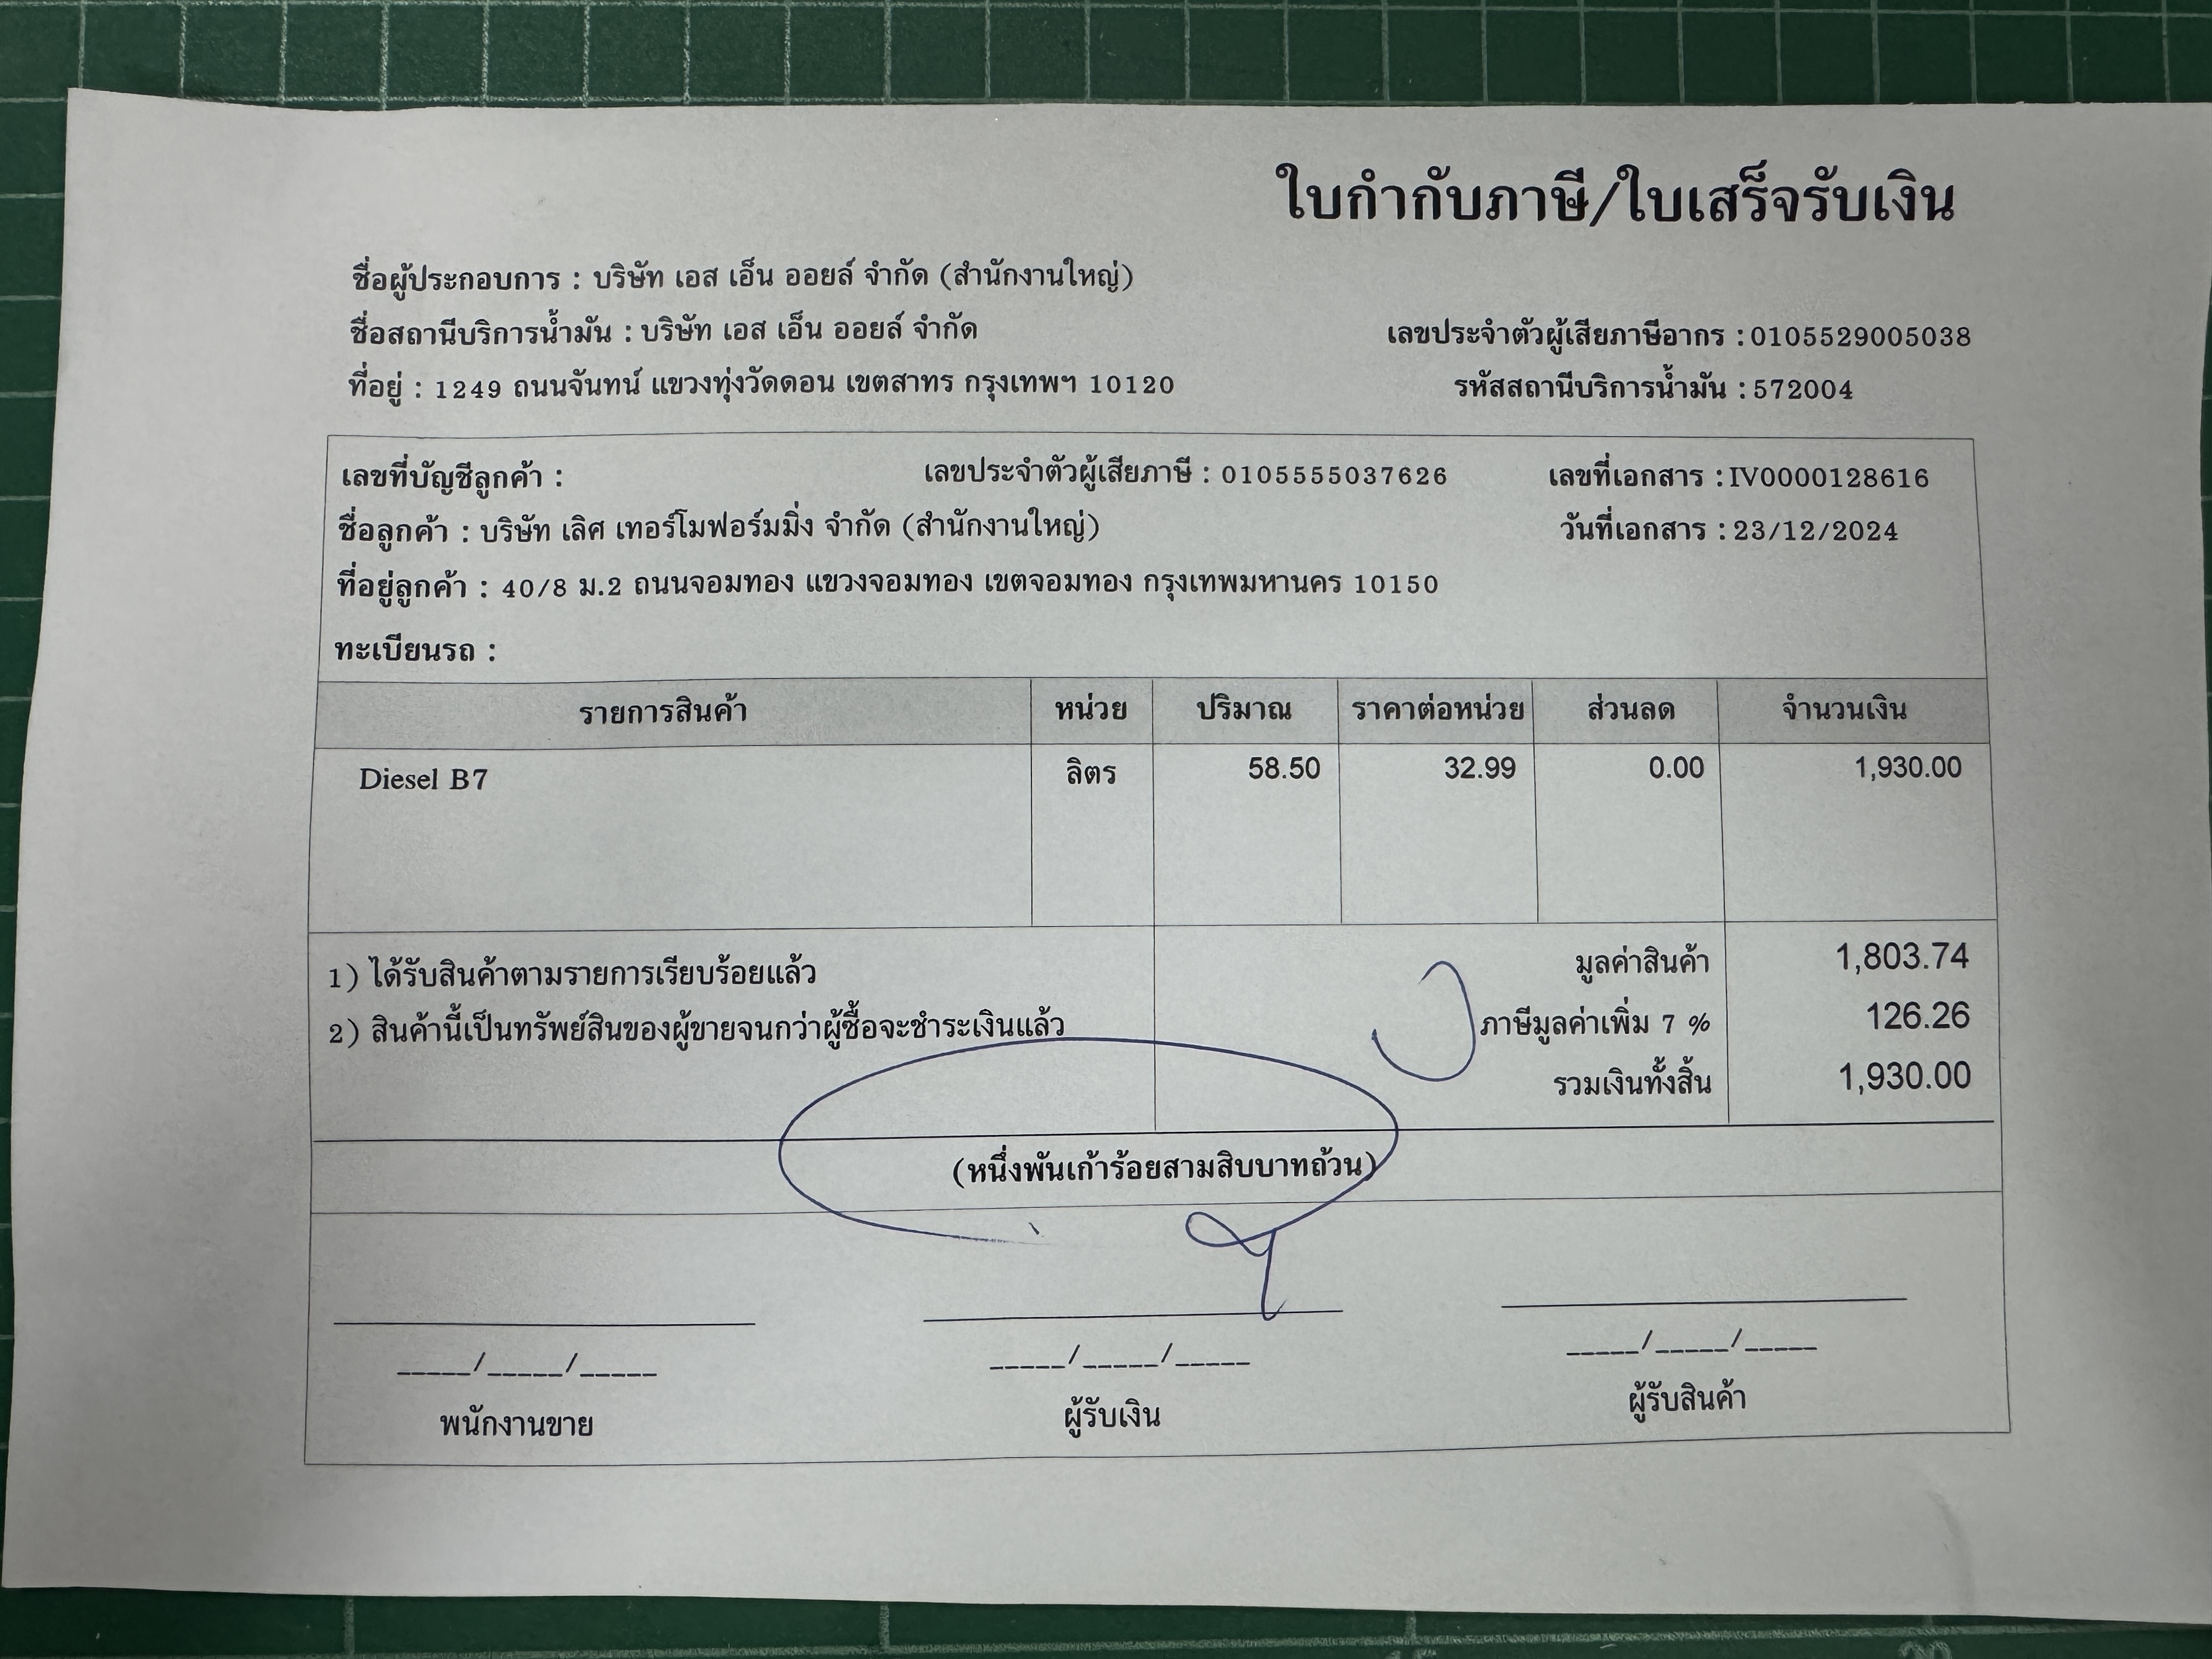 ใบกำกับภาษี/ใบเสร็จรับเงิน
ชื่อผู้ประกอบการ : บริษัท เอส เอ็น ออยล์ จำกัด (สำนักงานใหญ่)
ชื่อสถานีบริการน้ำมัน : บริษัท เอส เอ็น ออยล์ จำกัด เลขประจำตัวผู้เสียภาษีอากร : 0105529005038
ที่อยู่ : 1249 ถนนจันทน์ แขวงทุ่งวัดดอน เขตสาทร กรุงเทพฯ 10120 รหัสสถานีบริการน้ำมัน : 572004
เลขที่บัญชีลูกค้า : เลขประจำตัวผู้เสียภาษี : 0105555037626 เลขที่เอกสาร : IV0000128616
ชื่อลูกค้า : บริษัท เลิศ เทอร์โมฟอร์มมิ่ง จำกัด (สำนักงานใหญ่) วันที่เอกสาร : 23/12/2024
ที่อยู่ลูกค้า : 40/8 ม.2 ถนนจอมทอง แขวงจอมทอง เขตจอมทอง กรุงเทพมหานคร 10150
ทะเบียนรถ :
รายการสินค้า หน่วย ปริมาณ ราคาต่อหน่วย ส่วนลด จำนวนเงิน
Diesel B7 ลิตร 58.50 32.99 0.00 1,930.00
1) ได้รับสินค้าตามรายการเรียบร้อยแล้ว มูลค่าสินค้า 1,803.74
2) สินค้านี้เป็นทรัพย์สินของผู้ขายจนกว่าผู้ซื้อจะชำระเงินแล้ว ภาษีมูลค่าเพิ่ม 7 % 126.26
รวมเงินทั้งสิ้น 1,930.00
(หนึ่งพันเก้าร้อยสามสิบบาทถ้วน)
_____/_____/_____ _____/_____/_____ _____/_____/_____
พนักงานขาย ผู้รับเงิน ผู้รับสินค้า